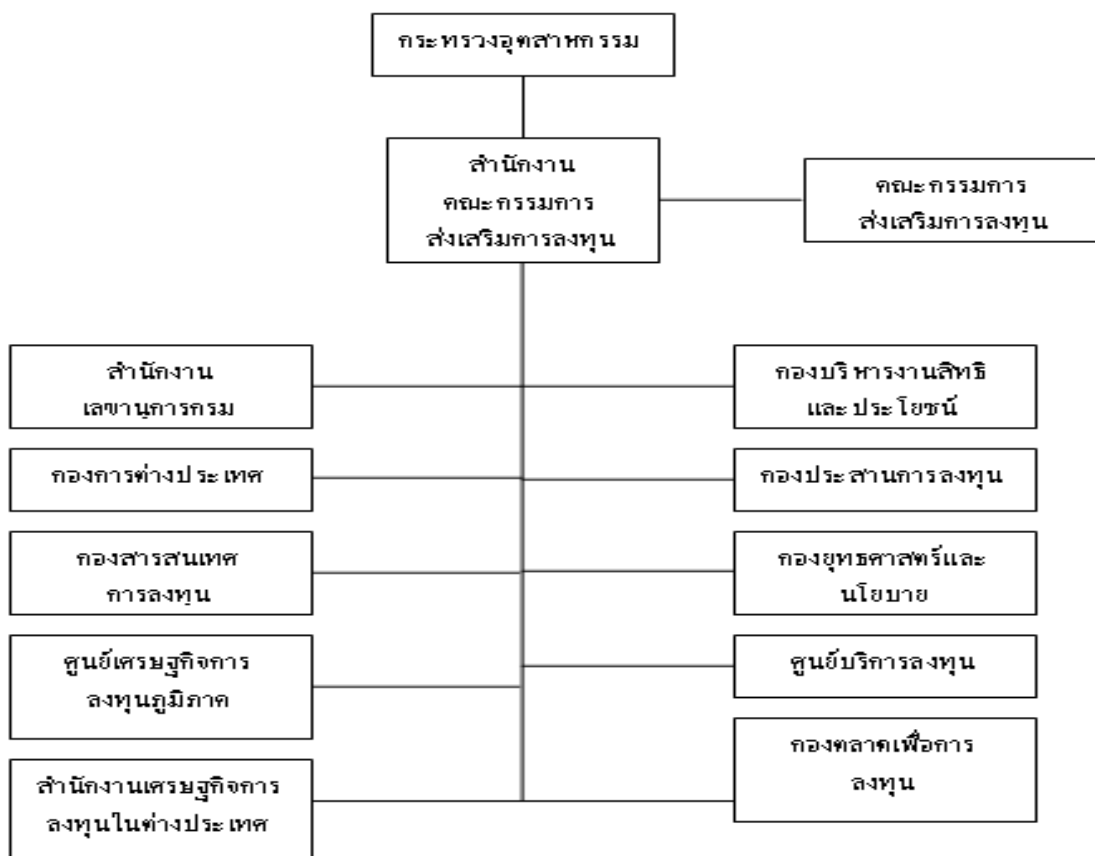 กระทรวงอุตสาหกรรม
สำนักงาน
คณะกรรมการ
ส่งเสริมการลงทุน
คณะกรรมการ
ส่งเสริมการลงทุน
สำนักงาน
เลขานุการกรม
กองบริหารงานสิทธิ
และประโยชน์
กองการต่างประเทศ
กองประสานการลงทุน
กองสารสนเทศ
การลงทุน
กองยุทธศาสตร์และ
นโยบาย
ศูนย์เศรษฐกิจการ
ลงทุนภูมิภาค
ศูนย์บริการลงทุน
สำนักงานเศรษฐกิจการ
ลงทุนในต่างประเทศ
กองตลาดเพื่อการ
ลงทุน